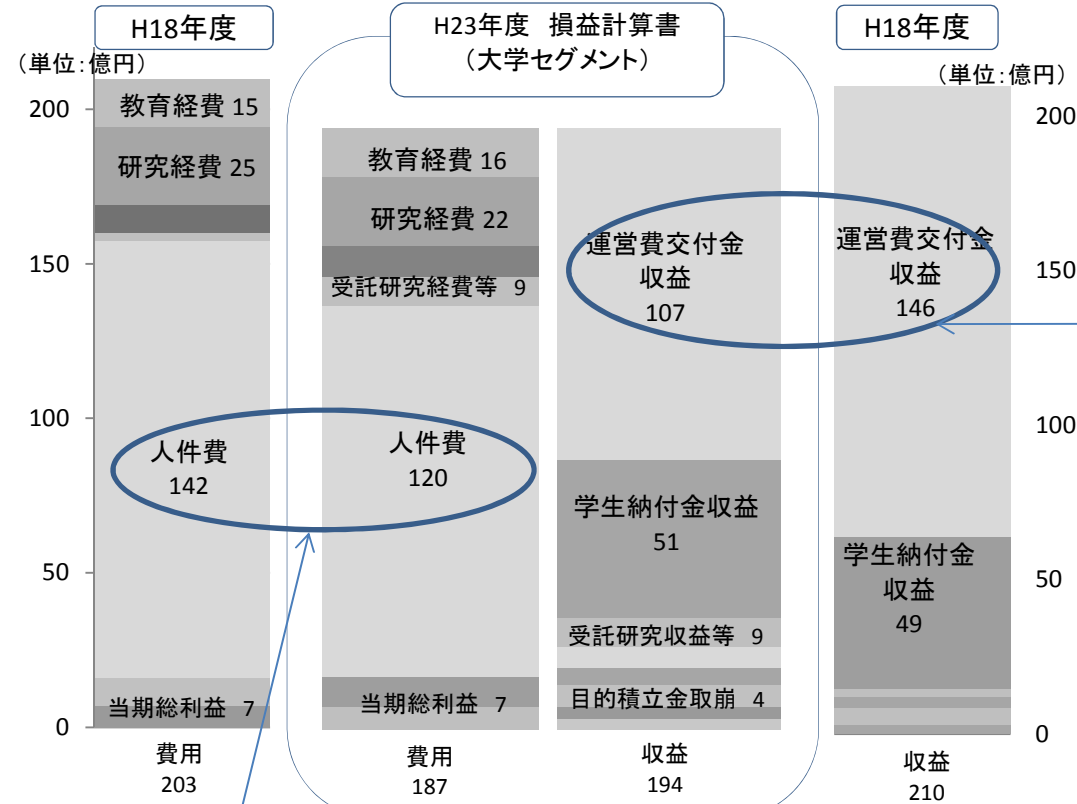 H18年度
H23年度 損益計算書
（大学セグメント）
H18年度
（単位：億円）
（単位：億円）
200
150
100
50
0
教育経費 15
研究経費 25
人件費
142
当期総利益 7
費用
203
教育経費 16
研究経費 22
受託研究経費等 9
人件費
120
当期総利益 7
費用
187
運営費交付金
収益
107
学生納付金収益
51
受託研究収益等 9
目的積立金取崩 4
収益
194
運営費交付金
収益
146
学生納付金
収益
49
収益
210
200
150
100
50
0